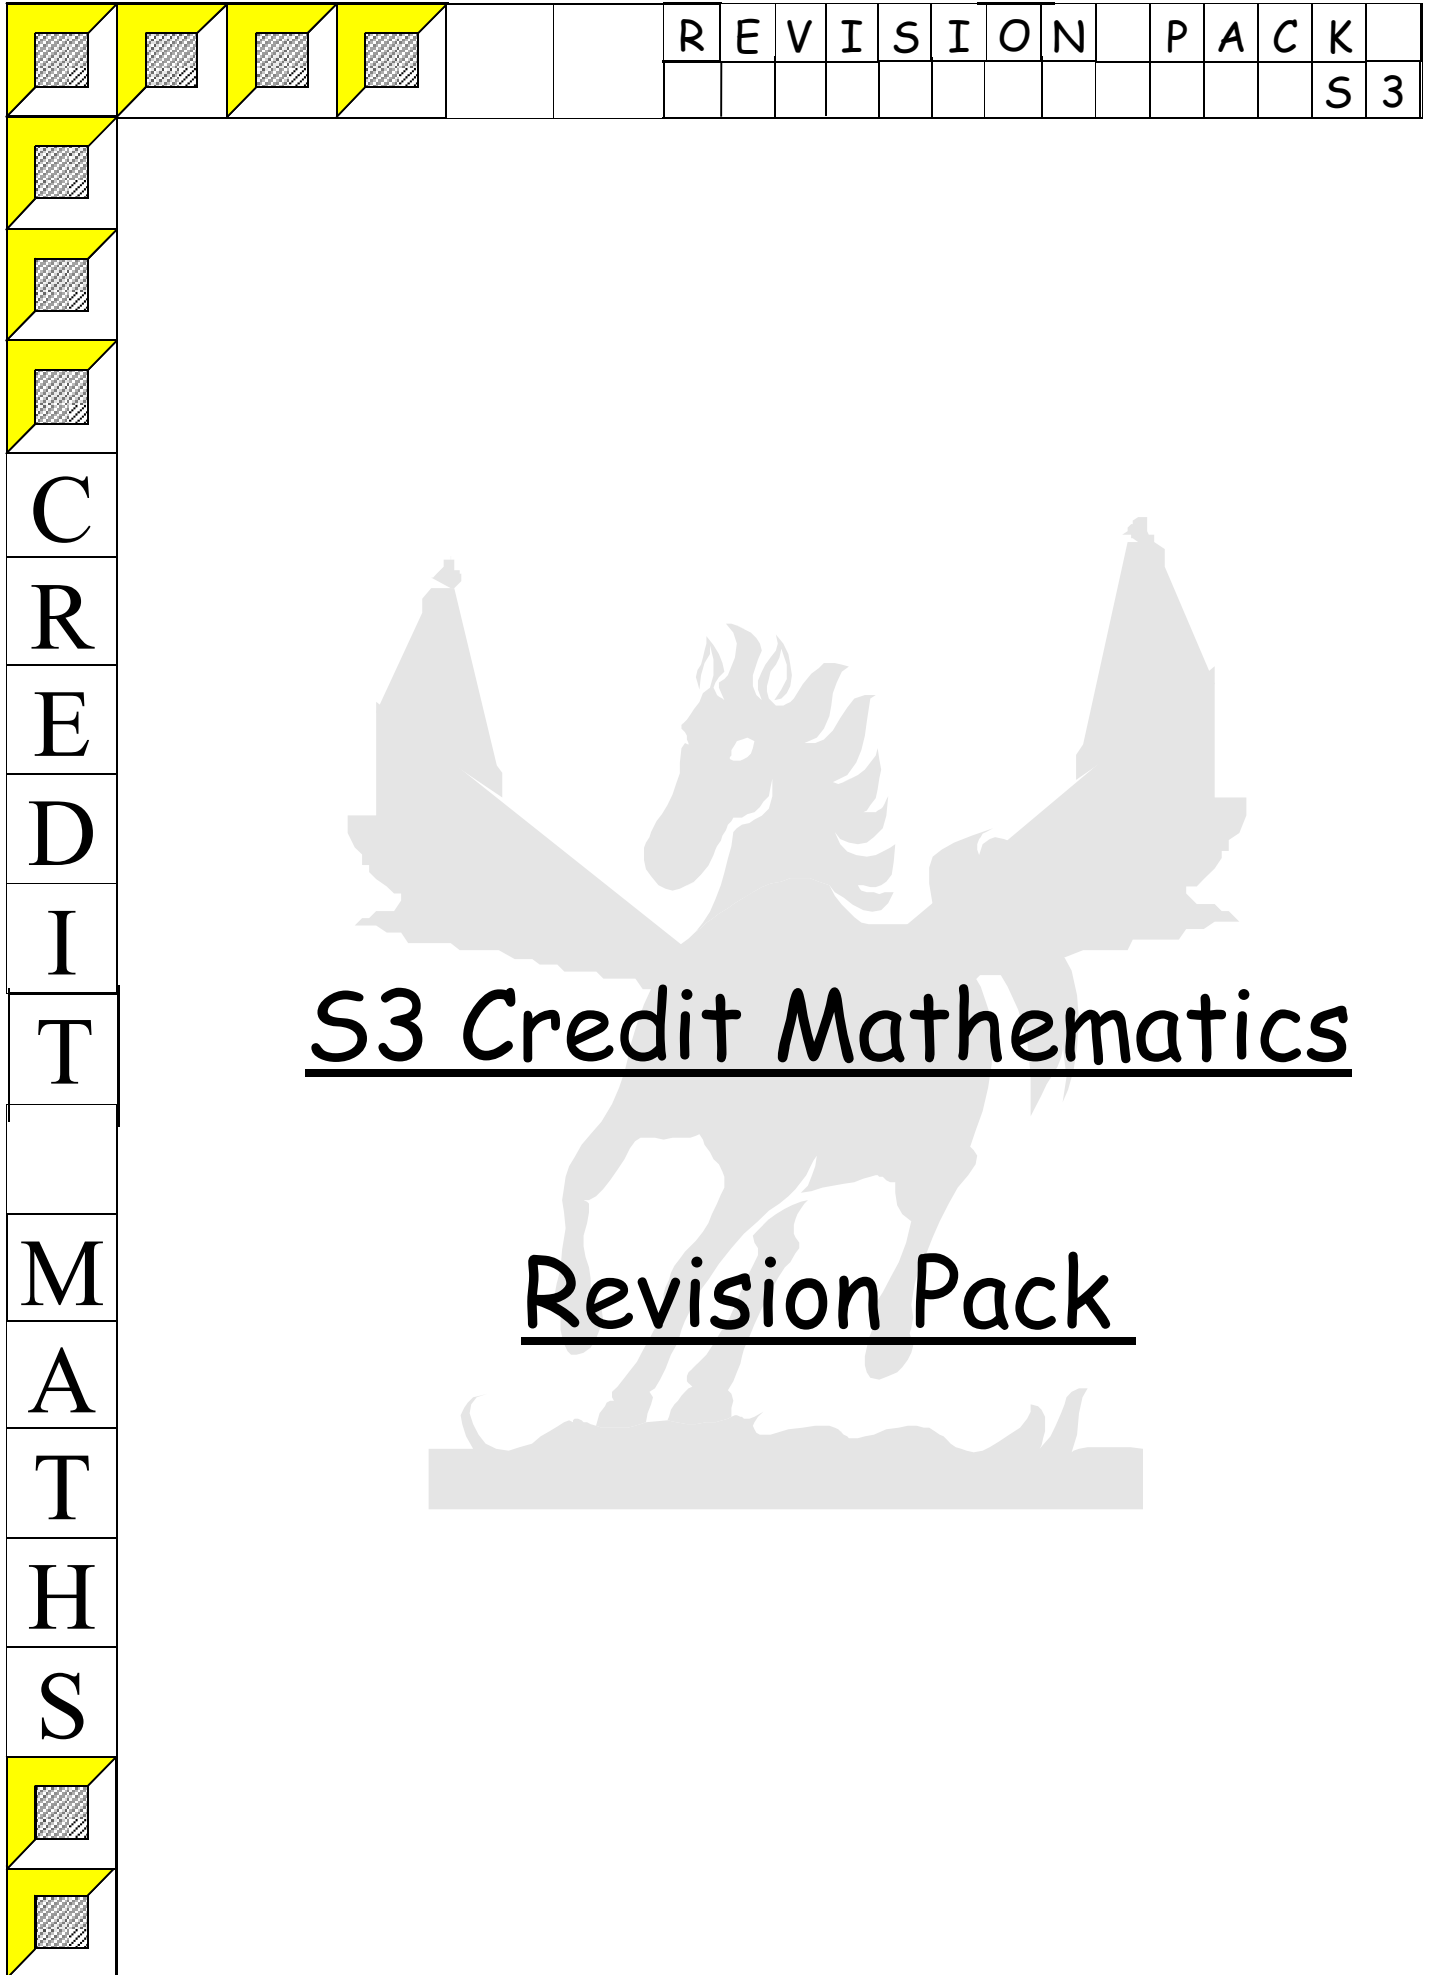 REVISION PACK
S3
CREDIT MATHS
S3 Credit Mathematics
Revision Pack